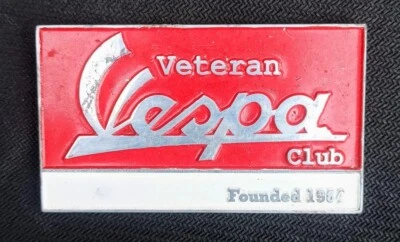 Veteran
Vespa
Club
Founded